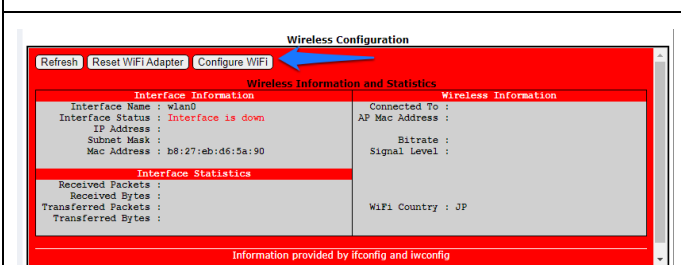 Wireless Configuration
Refresh Reset WiFi Adapter Configure WiFi
Wireless Information and Statistics
Interface Information
Interface Name : wlan0
Interface Status : Interface is down
IP Address :
Subnet Mask :
Mac Address : b8:27:eb:d6:5a:90
Interface Statistics
Received Packets :
Received Bytes :
Transferred Packets :
Transferred Bytes :
Wireless Information
Connected To :
AP Mac Address :
Bitrate :
Signal Level :
WiFi Country : JP
Information provided by ifconfig and iwconfig